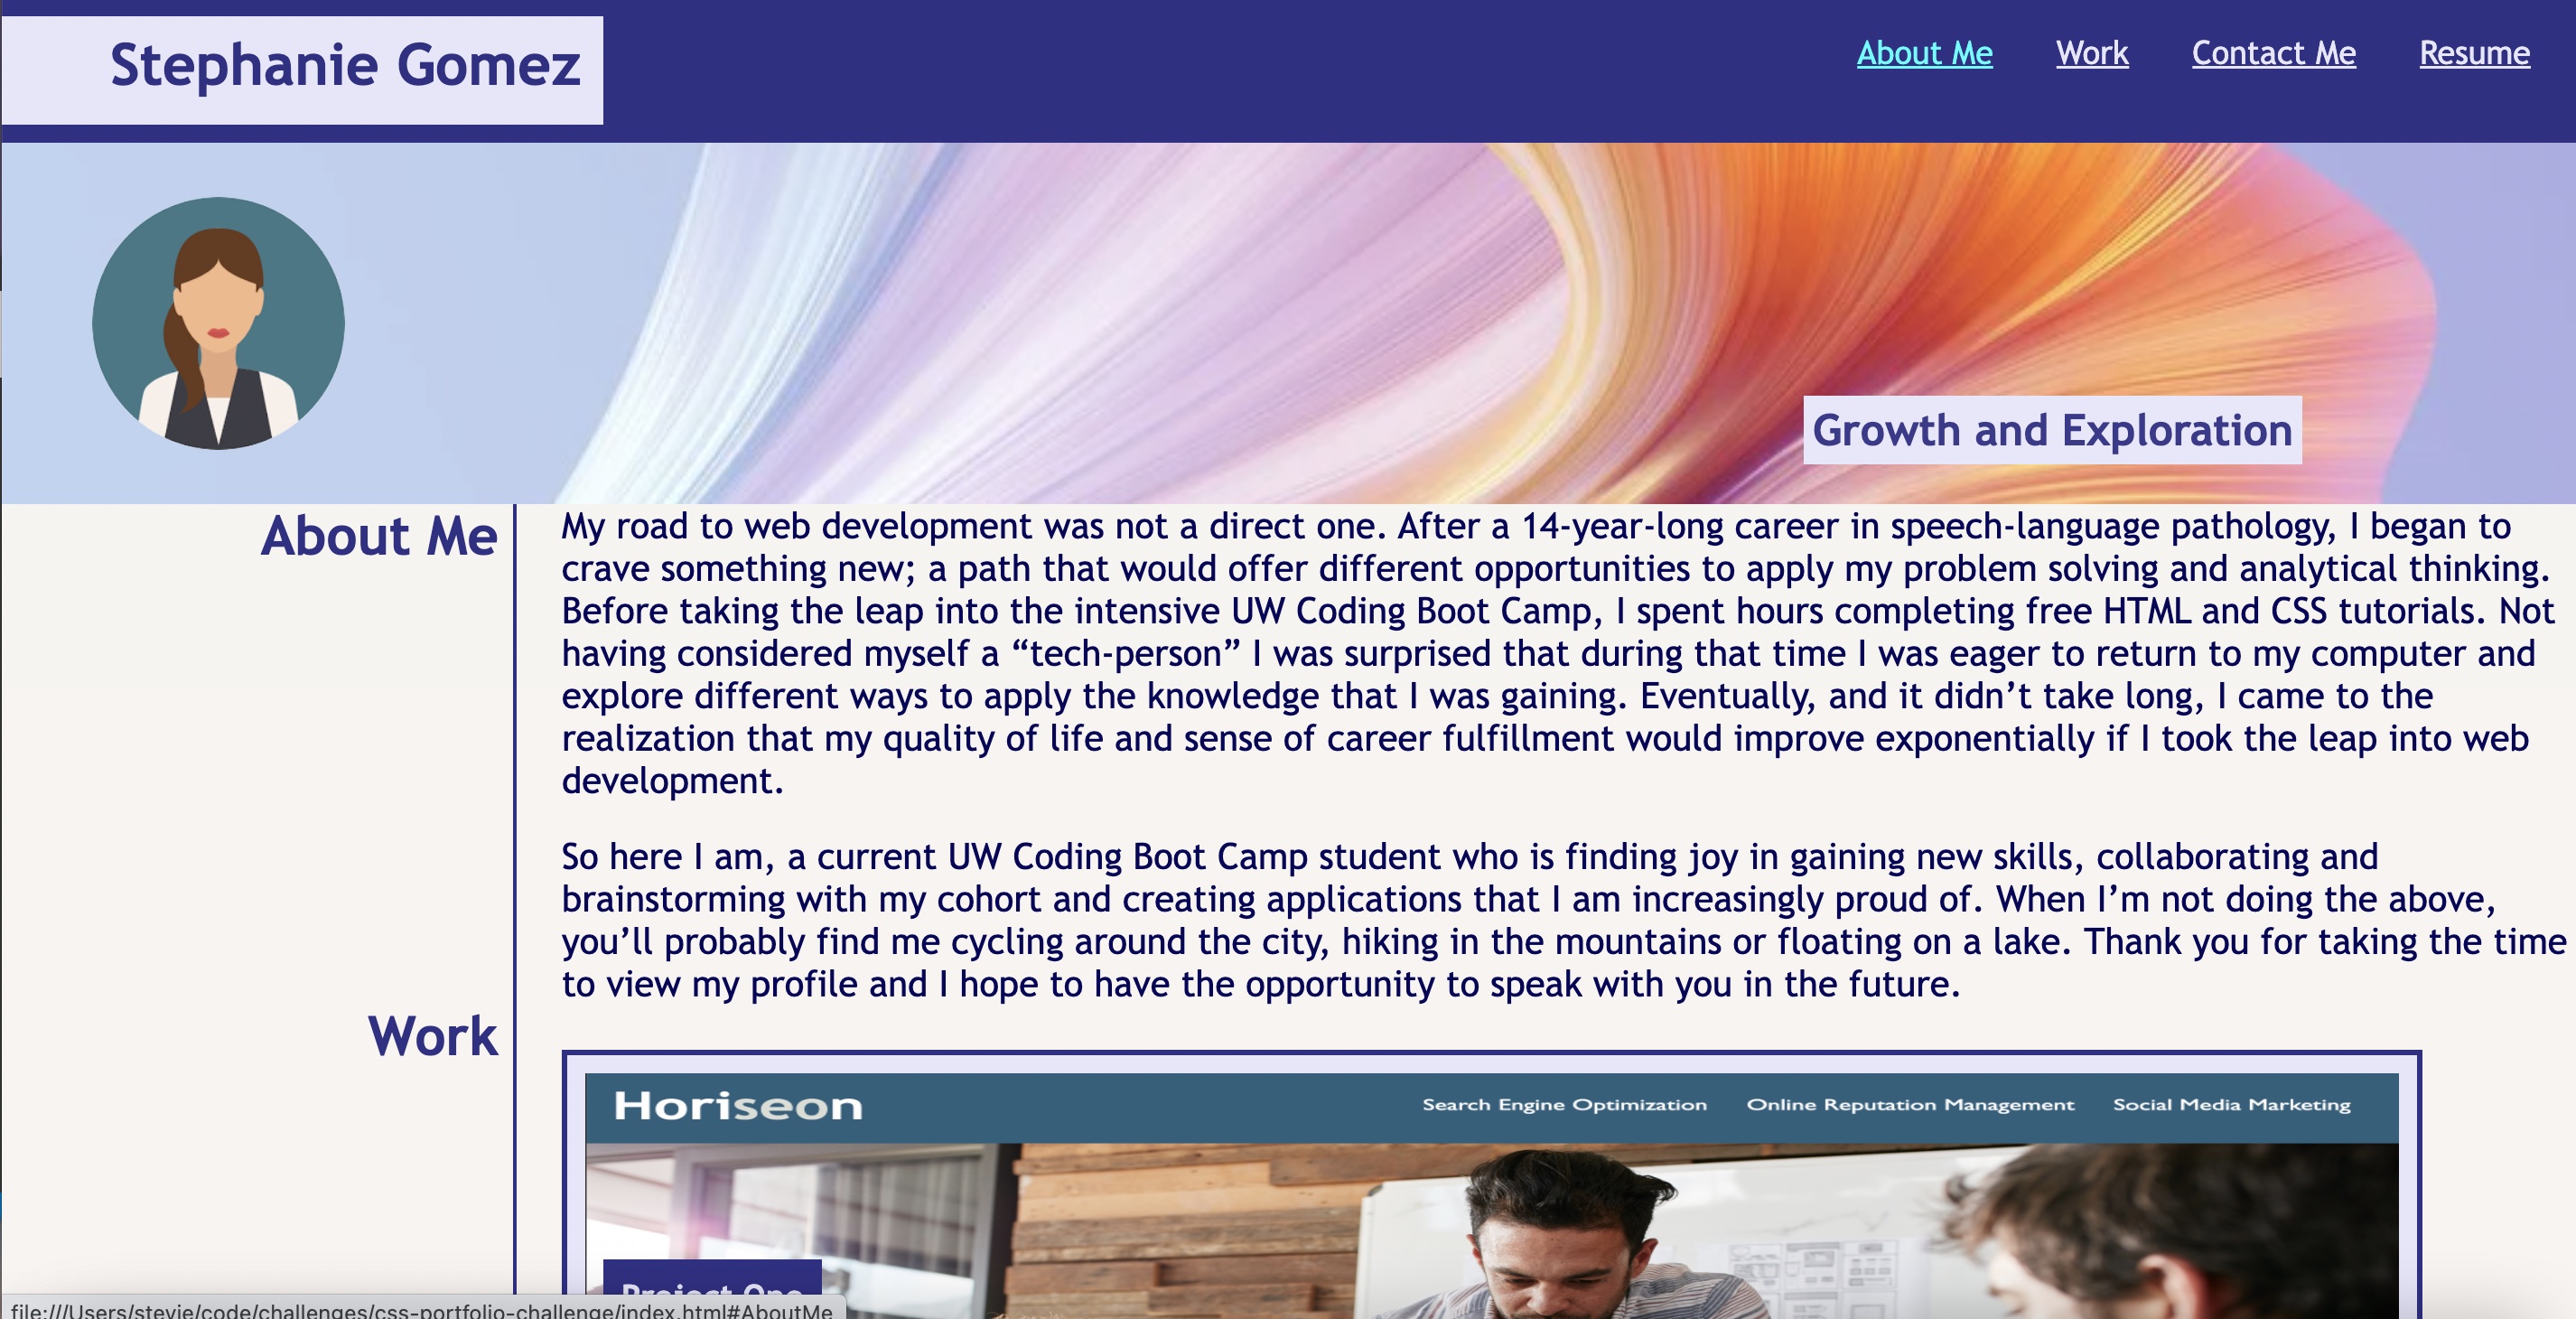 Stephanie Gomez
About Me Work Contact Me Resume
Growth and Exploration
About Me
My road to web development was not a direct one. After a 14-year-long career in speech-language pathology, I began to
crave something new; a path that would offer different opportunities to apply my problem solving and analytical thinking.
Before taking the leap into the intensive UW Coding Boot Camp, I spent hours completing free HTML and CSS tutorials. Not
having considered myself a “tech-person” I was surprised that during that time I was eager to return to my computer and
explore different ways to apply the knowledge that I was gaining. Eventually, and it didn’t take long, I came to the
realization that my quality of life and sense of career fulfillment would improve exponentially if I took the leap into web
development.
So here I am, a current UW Coding Boot Camp student who is finding joy in gaining new skills, collaborating and
brainstorming with my cohort and creating applications that I am increasingly proud of. When I’m not doing the above,
you’ll probably find me cycling around the city, hiking in the mountains or floating on a lake. Thank you for taking the time
to view my profile and I hope to have the opportunity to speak with you in the future.
Work
Horiseon
Search Engine Optimization Online Reputation Management Social Media Marketing
Project One
file:///Users/stevie/code/challenges/css-portfolio-challenge/index.html#AboutMe